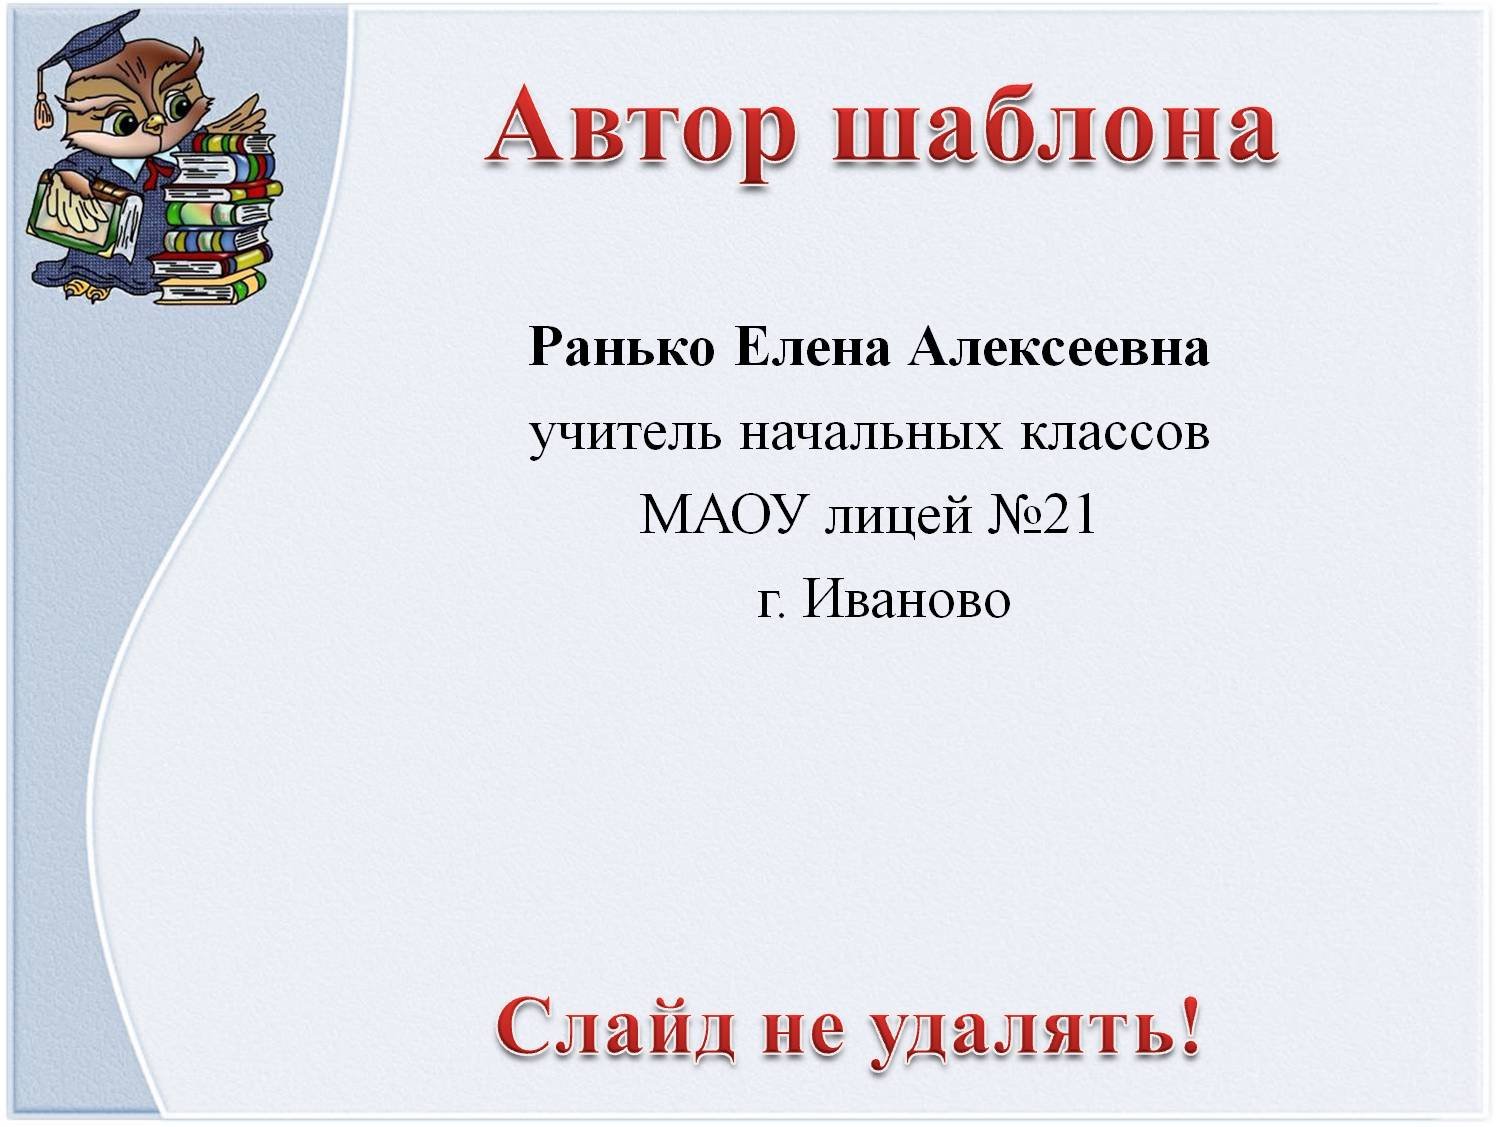 Автор шаблона
Ранько Елена Алексеевна
учитель начальных классов
МАОУ лицей №21
г. Иваново
Слайд не удалять!